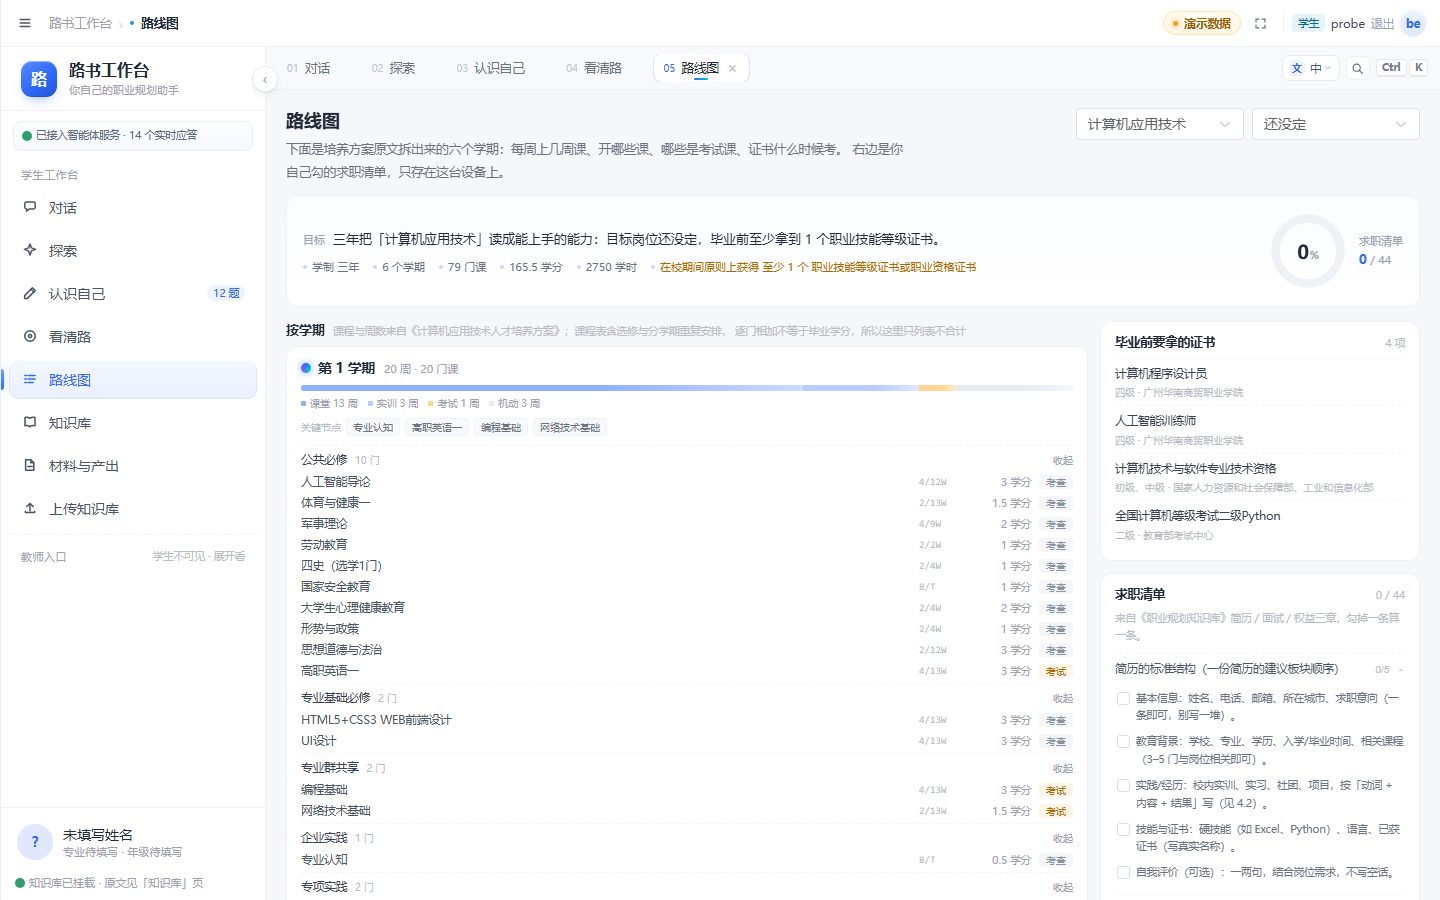 路书工作台 › 路线图
演示数据
学生 probe 退出 be
路 路书工作台
你自己的职业规划助手
已接入智能体服务 · 14 个实时应答
学生工作台
对话
探索
认识自己 12 题
看清路
路线图
知识库
材料与产出
上传知识库
教师入口 学生不可见 · 展开看
? 未填写姓名
专业待填写 · 年级待填写
知识库已挂载 · 原文见「知识库」页
01 对话 02 探索 03 认识自己 04 看清路 05 路线图 ×
文 中 Ctrl K
路线图
计算机应用技术 还没定
下面是培养方案原文拆出来的六个学期：每周上几周课、开哪些课、哪些是考试课、证书什么时候考。 右边是你
自己勾的求职清单，只存在这台设备上。
目标 三年把「计算机应用技术」读成能上手的能力：目标岗位还没定，毕业前至少拿到 1 个职业技能等级证书。
学制 三年 6 个学期 79 门课 165.5 学分 2750 学时 在校期间原则上获得 至少 1 个 职业技能等级证书或职业资格证书
0% 求职清单
0 / 44
按学期 课程与周数来自《计算机应用技术人才培养方案》；课程表含选修与分学期重复安排，逐门相加不等于毕业学分，所以这里只列表不合计
第 1 学期 20 周 · 20 门课
课堂 13 周 实训 3 周 考试 1 周 机动 3 周
关键节点 专业认知 高职英语一 编程基础 网络技术基础
公共必修 10 门 收起
人工智能导论 4/12W 3 学分 考查
体育与健康一 2/13W 1.5 学分 考查
军事理论 4/9W 2 学分 考查
劳动教育 2/2W 1 学分 考查
四史（选学1门） 2/4W 1 学分 考查
国家安全教育 8/T 1 学分 考查
大学生心理健康教育 2/4W 2 学分 考查
形势与政策 2/4W 1 学分 考查
思想道德与法治 2/12W 3 学分 考查
高职英语一 4/13W 3 学分 考试
专业基础必修 2 门 收起
HTML5+CSS3 WEB前端设计 4/13W 3 学分 考查
UI设计 4/13W 3 学分 考查
专业群共享 2 门 收起
编程基础 4/13W 3 学分 考试
网络技术基础 2/13W 1.5 学分 考试
企业实践 1 门 收起
专业认知 8/T 0.5 学分 考查
专项实践 2 门 收起
毕业前要拿的证书 4 项
计算机程序设计员
四级 · 广州华南商贸职业学院
人工智能训练师
四级 · 广州华南商贸职业学院
计算机技术与软件专业技术资格
初级、中级 · 国家人力资源和社会保障部、工业和信息化部
全国计算机等级考试二级Python
二级 · 教育部考试中心
求职清单 0 / 44
来自《职业规划知识库》简历 / 面试 / 权益三章，勾掉一条算
一条。
简历的标准结构（一份简历的建议板块顺序） 0/5
基本信息：姓名、电话、邮箱、所在城市、求职意向（一
条即可，别写一堆）。
教育背景：学校、专业、学历、入学/毕业时间、相关课程
（3–5 门与岗位相关即可）。
实践/经历：校内实训、实习、社团、项目，按「动词 +
内容 + 结果」写（见 4.2）。
技能与证书：硬技能（如 Excel、Python）、语言、已获
证书（写真实名称）。
自我评价（可选）：一两句，结合岗位需求，不写空话。